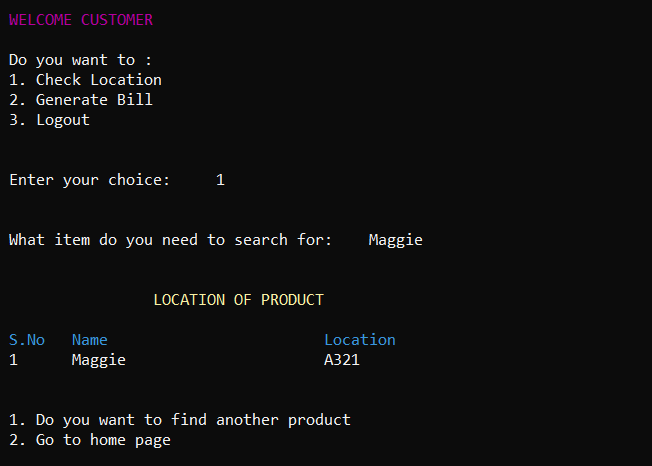 WELCOME CUSTOMER
Do you want to :
1. Check Location
2. Generate Bill
3. Logout
Enter your choice:     1
What item do you need to search for:    Maggie
LOCATION OF PRODUCT
S.No   Name                        Location
1      Maggie                      A321
1. Do you want to find another product
2. Go to home page